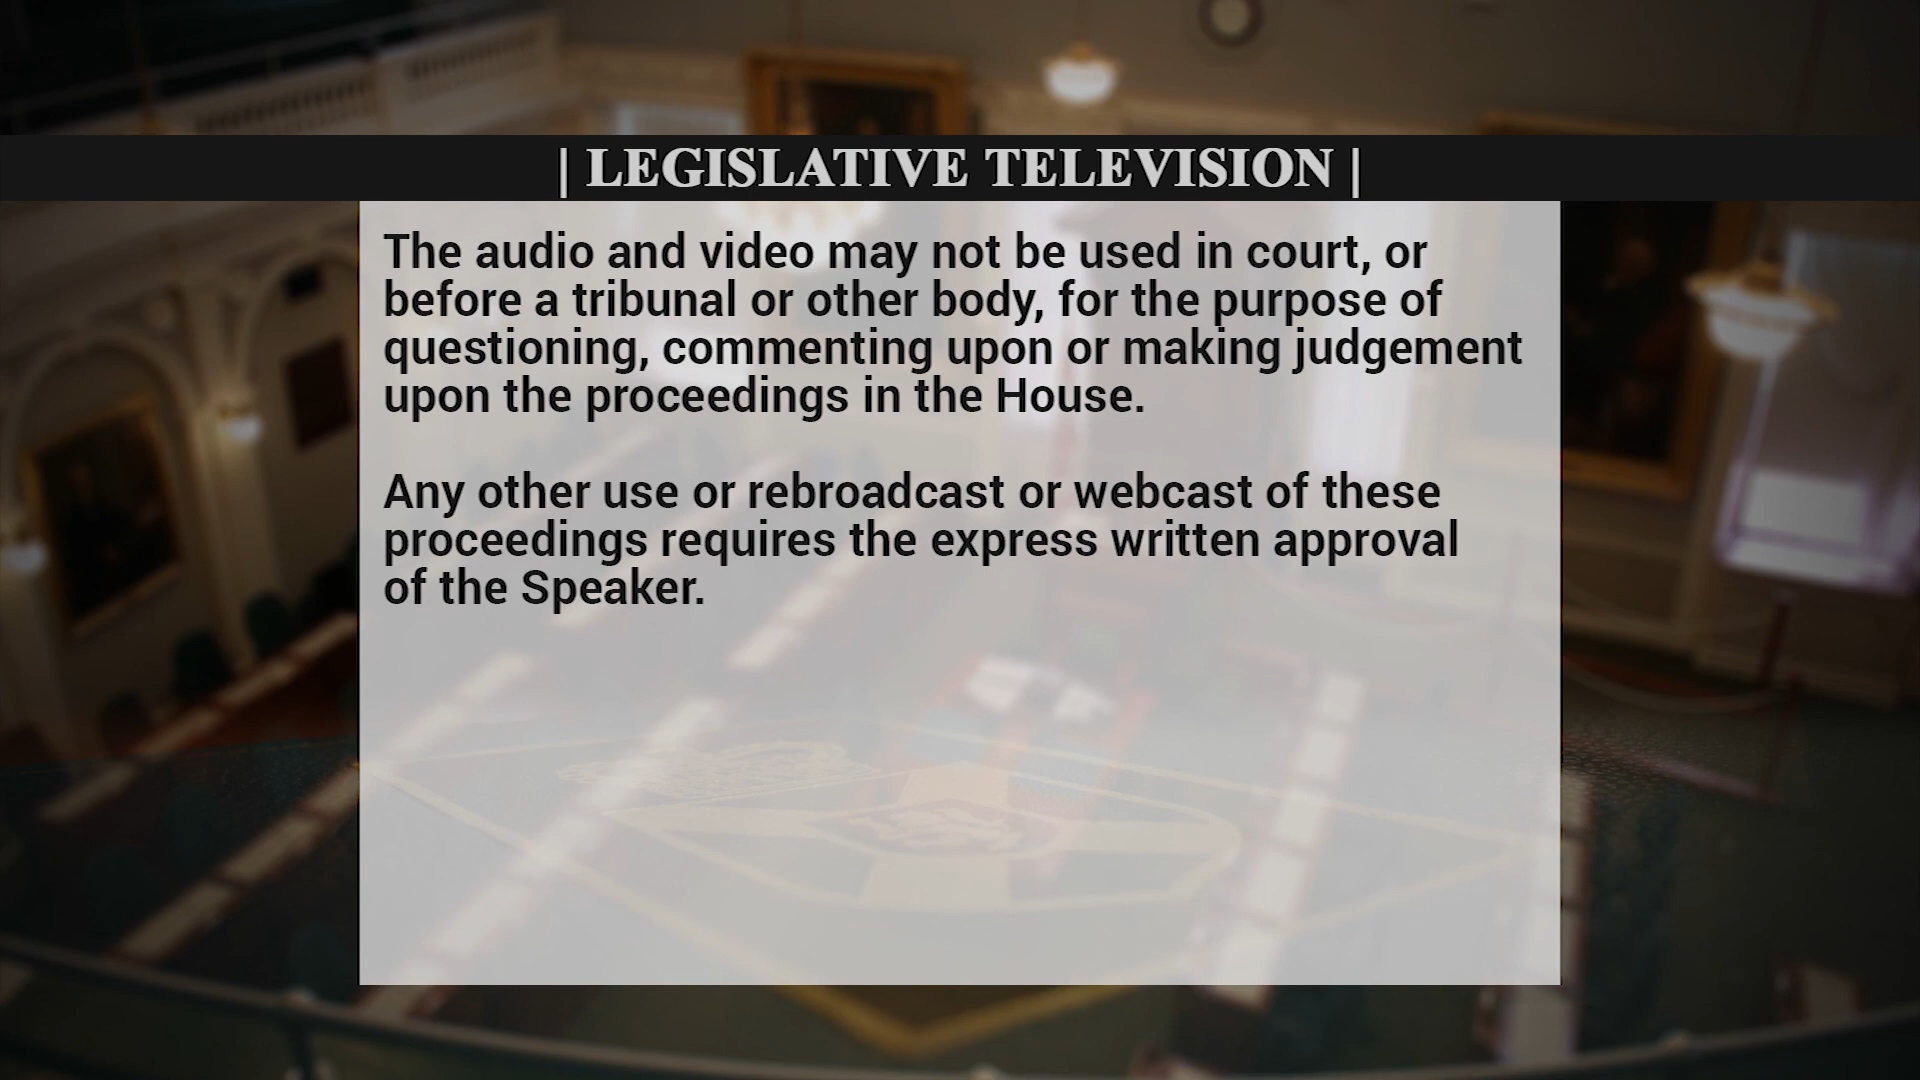 | LEGISLATIVE TELEVISION |
The audio and video may not be used in court, or
before a tribunal or other body, for the purpose of
questioning, commenting upon or making judgement
upon the proceedings in the House.
Any other use or rebroadcast or webcast of these
proceedings requires the express written approval
of the Speaker.